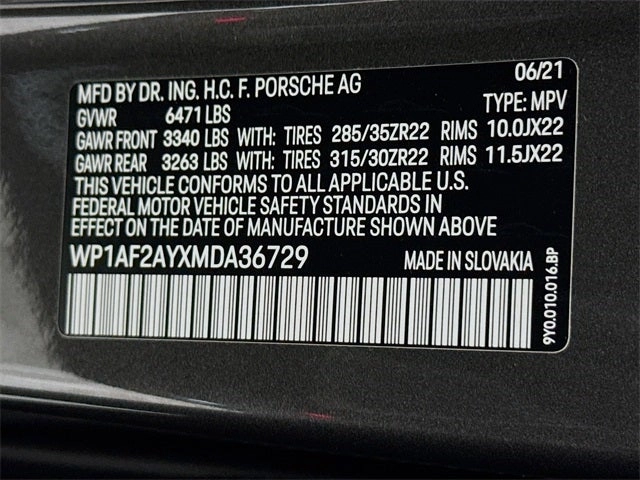 MFD BY DR. ING. H.C. F. PORSCHE AG 06/21
GVWR 6471 LBS TYPE: MPV
GAWR FRONT 3340 LBS WITH: TIRES 285/35ZR22 RIMS 10.0JX22
GAWR REAR 3263 LBS WITH: TIRES 315/30ZR22 RIMS 11.5JX22
THIS VEHICLE CONFORMS TO ALL APPLICABLE U.S.
FEDERAL MOTOR VEHICLE SAFETY STANDARDS IN
EFFECT ON THE DATE OF MANUFACTURE SHOWN ABOVE
WP1AF2AYXMDA36729 MADE IN SLOVAKIA
9Y0.010.016.BP